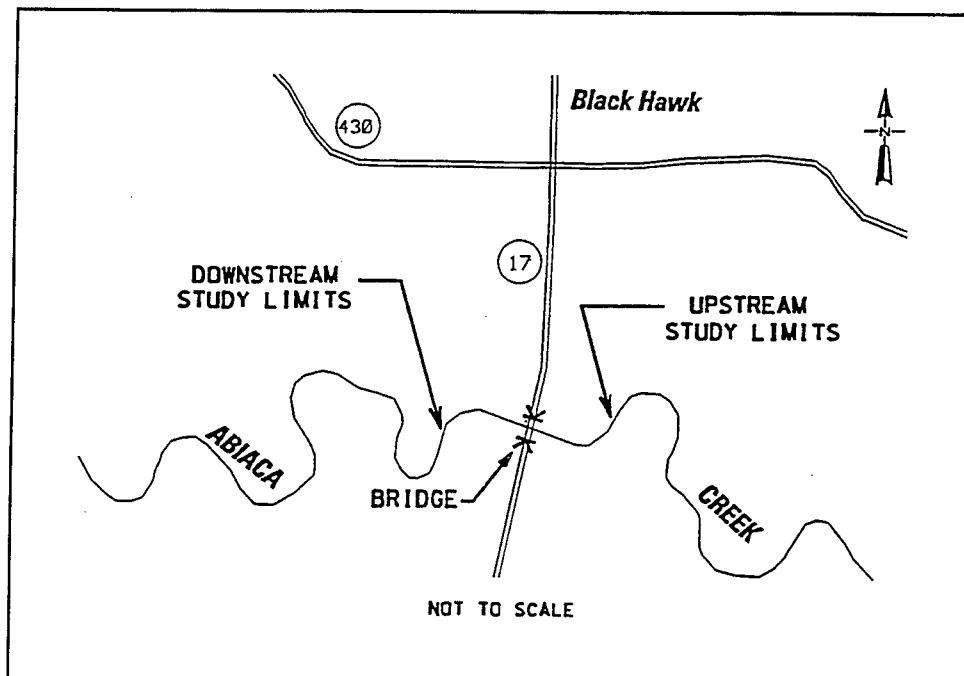 Black Hawk
430
N
17
DOWNSTREAM
STUDY LIMITS
UPSTREAM
STUDY LIMITS
ABIACA
BRIDGE
CREEK
NOT TO SCALE